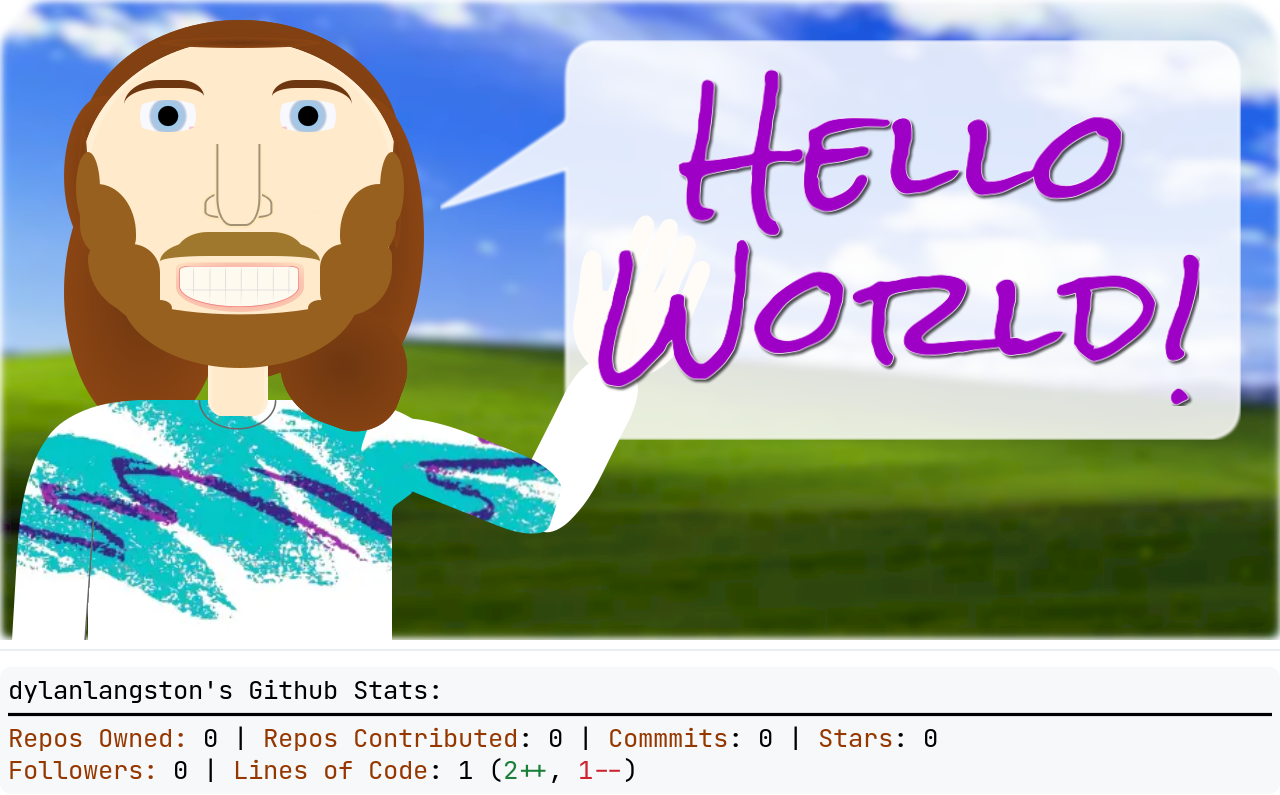 Hello
World!
dylanlangston's Github Stats:
Repos Owned: 0 | Repos Contributed: 0 | Commmits: 0 | Stars: 0
Followers: 0 | Lines of Code: 1 (2++, 1--)